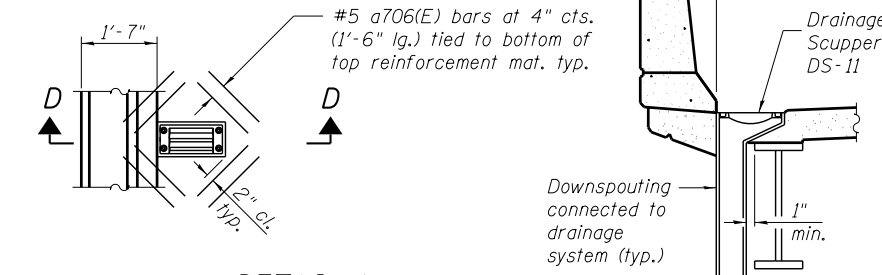 #5 a706(E) bars at 4" cts.
(1'-6" lg.) tied to bottom of
top reinforcement mat. typ.
1'-7"
D
D
2" cl.
typ.
Drainage
Scupper
DS-11
Downspouting
connected to
drainage
system (typ.)
1"
min.